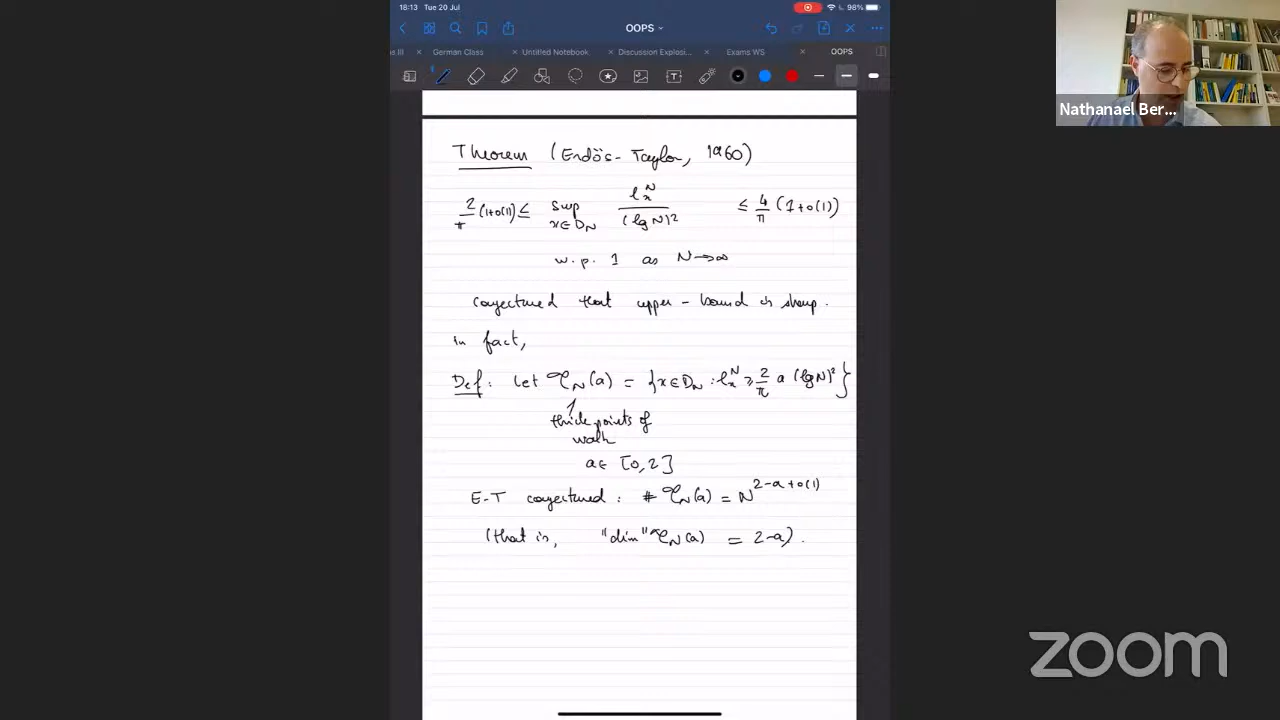 18:13 Tue 20 Jul
98%
OOPS
German Class
Untitled Notebook
Discussion Explosi...
Exams WS
OOPS
Nathanael Ber...
Theorem (Erdös-Taylor, 1960)
2/π (1+o(1)) ≤ sup x∈D_N ℓ_x^N / (lg N)² ≤ 4/π (1+o(1))
w.p. 1 as N→∞
conjectured that upper-bound is sharp.
In fact,
Def: Let 𝒯_N(a) = {x∈D_N : ℓ_x^N ≥ 2/π a (lg N)²}
↑
thick points of
walk
a∈ [0,2]
E-T conjectured: # 𝒯_N(a) = N^{2-a+o(1)}
(that is, "dim" 𝒯_N(a) = 2-a).
zoom